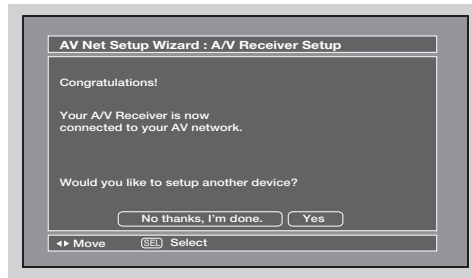 AV Net Setup Wizard : A/V Receiver Setup
Congratulations!
Your A/V Receiver is now
connected to your AV network.
Would you like to setup another device?
No thanks, I'm done. Yes
◂▸ Move SEL Select